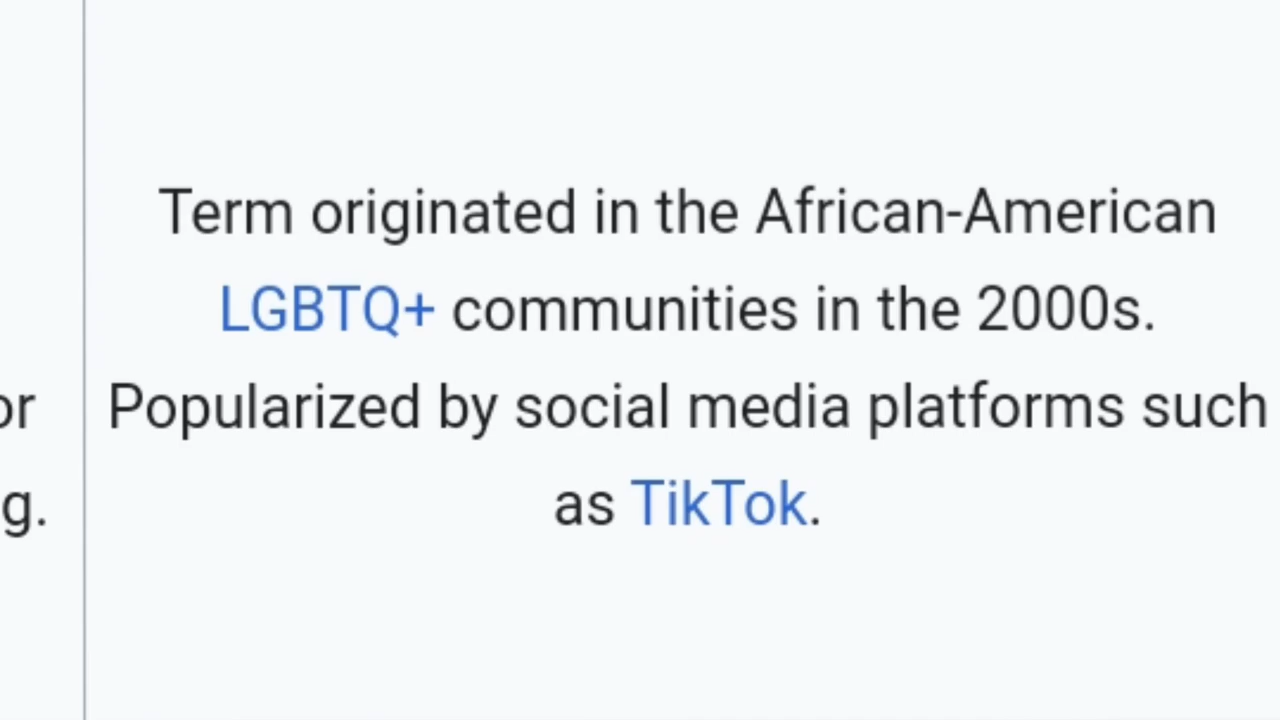 Term originated in the African-American
LGBTQ+ communities in the 2000s.
or
Popularized by social media platforms such
g.
as TikTok.